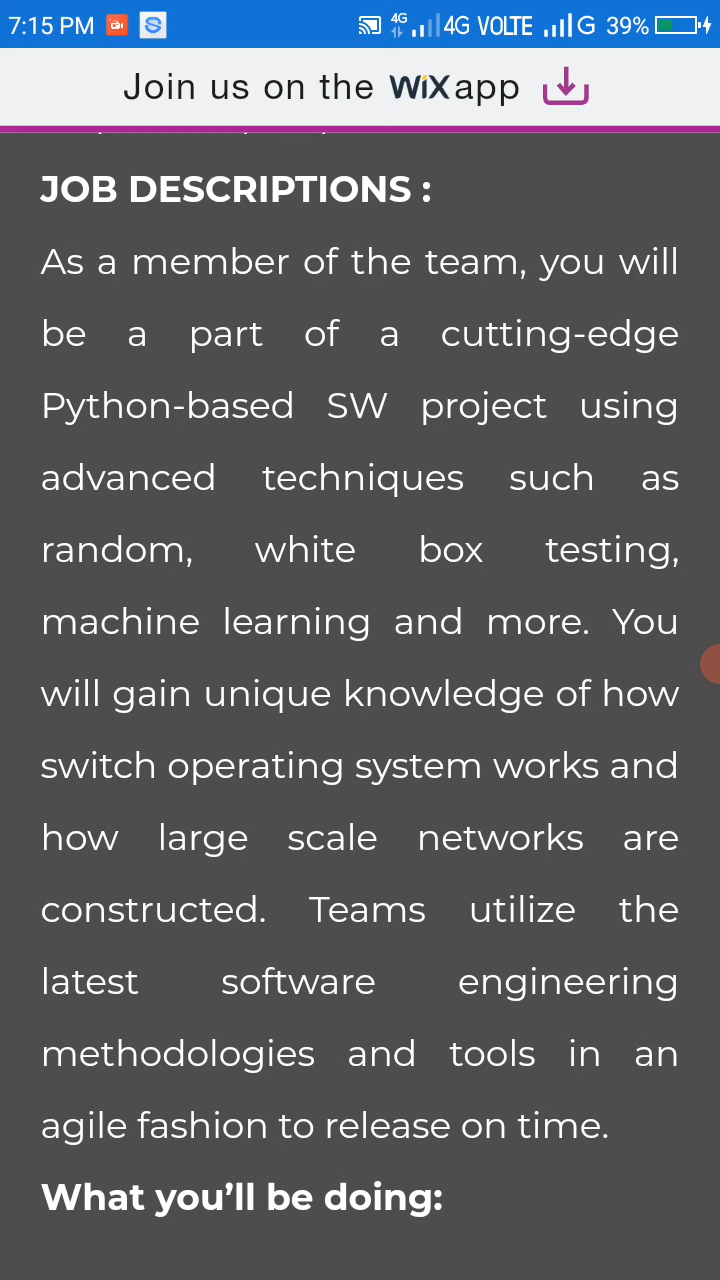 7:15 PM 4G 4G VOLTE G 39%
Join us on the WiX app
JOB DESCRIPTIONS :
As a member of the team, you will
be a part of a cutting-edge
Python-based SW project using
advanced techniques such as
random, white box testing,
machine learning and more. You
will gain unique knowledge of how
switch operating system works and
how large scale networks are
constructed. Teams utilize the
latest software engineering
methodologies and tools in an
agile fashion to release on time.
What you’ll be doing: